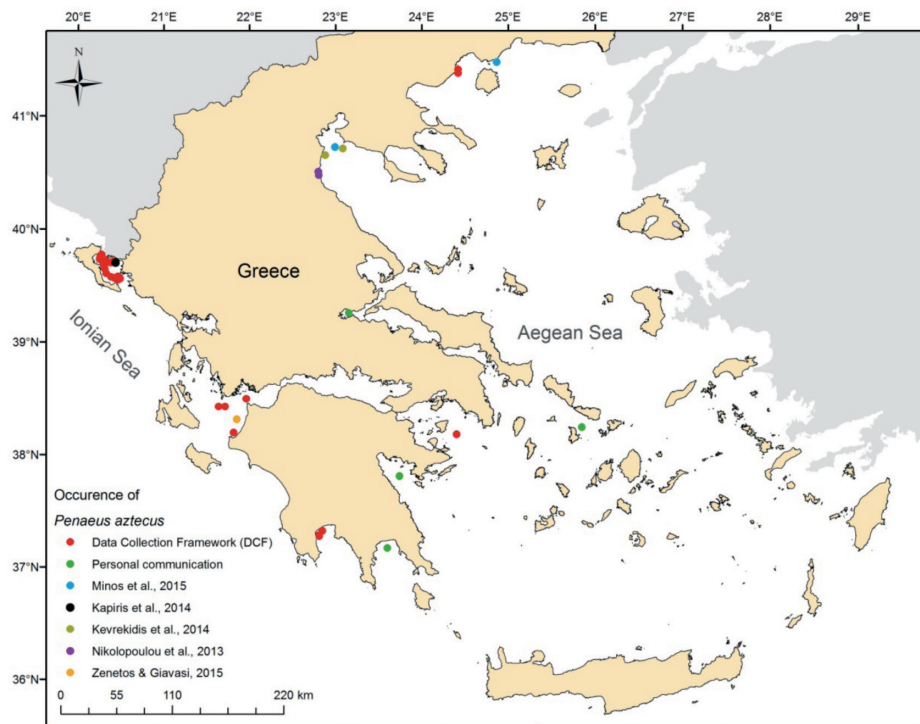 20°E 21°E 22°E 23°E 24°E 25°E 26°E 27°E 28°E 29°E
N
41°N
40°N
Greece
Ionian Sea
Aegean Sea
39°N
38°N
Occurence of
Penaeus aztecus
Data Collection Framework (DCF)
Personal communication
37°N
Minos et al., 2015
Kapiris et al., 2014
Kevrekidis et al., 2014
Nikolopoulou et al., 2013
36°N
Zenetos & Giavasi, 2015
0 55 110 220 km